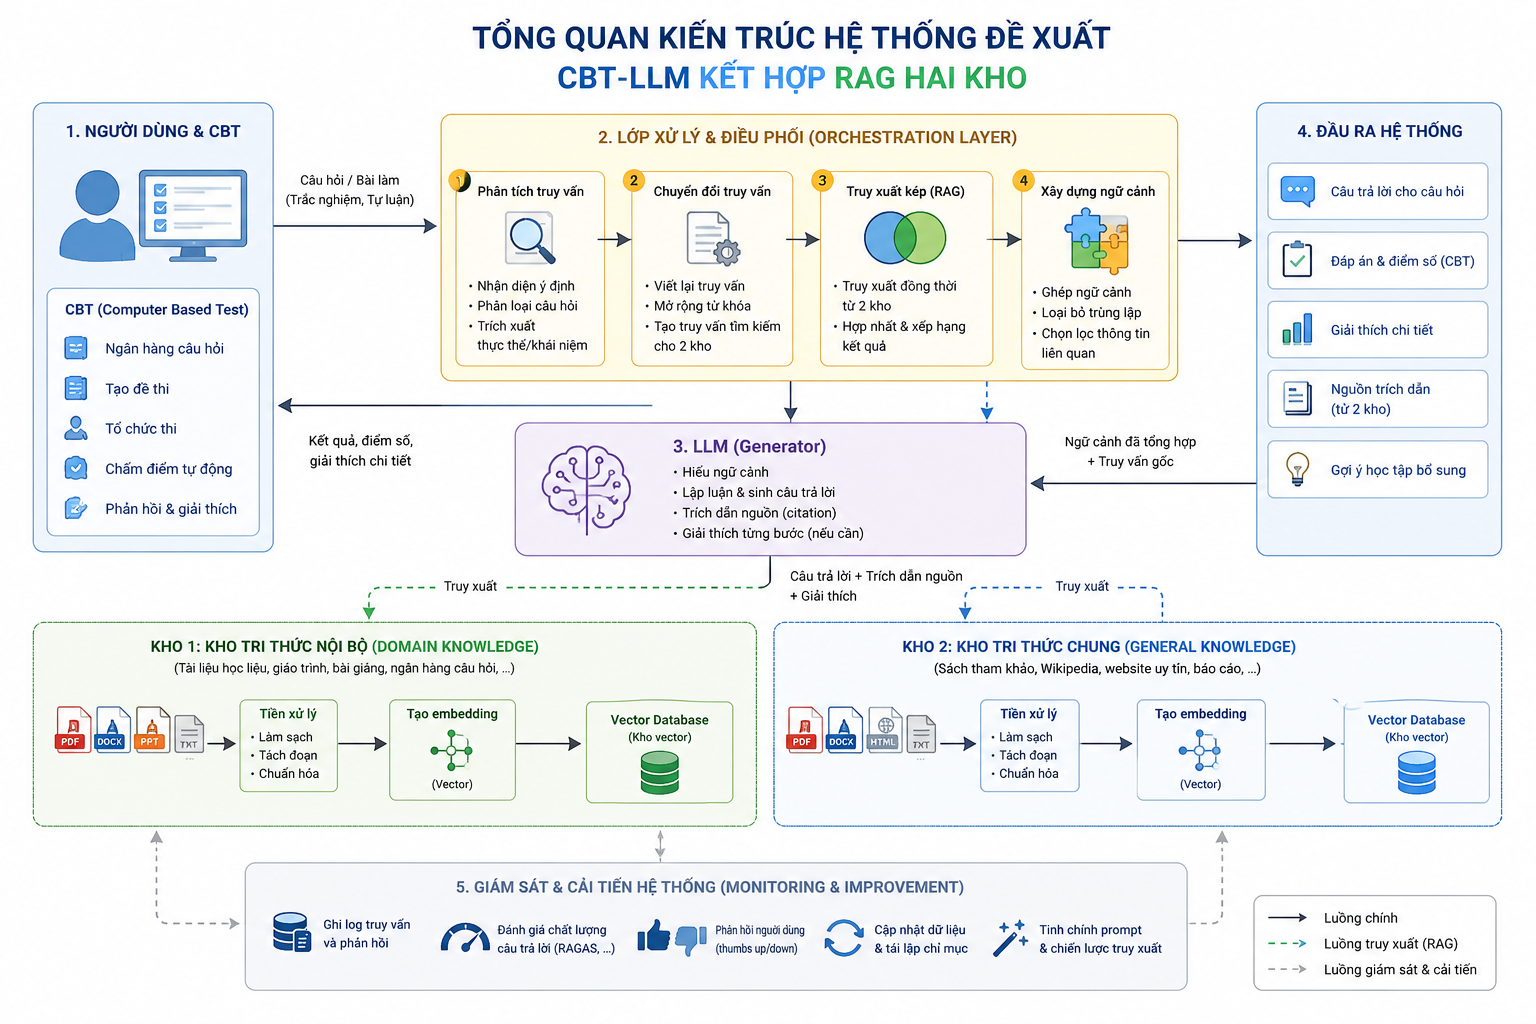 TỔNG QUAN KIẾN TRÚC HỆ THỐNG ĐỀ XUẤT
CBT-LLM KẾT HỢP RAG HAI KHO
1. NGƯỜI DÙNG & CBT
CBT (Computer Based Test)
Ngân hàng câu hỏi
Tạo đề thi
Tổ chức thi
Chấm điểm tự động
Phản hồi & giải thích
Câu hỏi / Bài làm
(Trắc nghiệm, Tự luận)
2. LỚP XỬ LÝ & ĐIỀU PHỐI (ORCHESTRATION LAYER)
1
Phân tích truy vấn
• Nhận diện ý định
• Phân loại câu hỏi
• Trích xuất
thực thể/khái niệm
2
Chuyển đổi truy vấn
• Viết lại truy vấn
• Mở rộng từ khóa
• Tạo truy vấn tìm kiếm
cho 2 kho
3
Truy xuất kép (RAG)
• Truy xuất đồng thời
từ 2 kho
• Hợp nhất & xếp hạng
kết quả
4
Xây dựng ngữ cảnh
• Ghép ngữ cảnh
• Loại bỏ trùng lặp
• Chọn lọc thông tin
liên quan
4. ĐẦU RA HỆ THỐNG
Câu trả lời cho câu hỏi
Đáp án & điểm số (CBT)
Giải thích chi tiết
Nguồn trích dẫn
(từ 2 kho)
Gợi ý học tập bổ sung
Kết quả, điểm số,
giải thích chi tiết
3. LLM (Generator)
• Hiểu ngữ cảnh
• Lập luận & sinh câu trả lời
• Trích dẫn nguồn (citation)
• Giải thích từng bước (nếu cần)
Ngữ cảnh đã tổng hợp
+ Truy vấn gốc
Truy xuất
Câu trả lời + Trích dẫn nguồn
+ Giải thích
Truy xuất
KHO 1: KHO TRI THỨC NỘI BỘ (DOMAIN KNOWLEDGE)
(Tài liệu học liệu, giáo trình, bài giảng, ngân hàng câu hỏi, ...)
PDF
DOCX
PPT
TXT
...
Tiền xử lý
• Làm sạch
• Tách đoạn
• Chuẩn hóa
Tạo embedding
(Vector)
Vector Database
(Kho vector)
KHO 2: KHO TRI THỨC CHUNG (GENERAL KNOWLEDGE)
(Sách tham khảo, Wikipedia, website uy tín, báo cáo, ...)
PDF
DOCX
HTML
TXT
...
Tiền xử lý
• Làm sạch
• Tách đoạn
• Chuẩn hóa
Tạo embedding
(Vector)
Vector Database
(Kho vector)
5. GIÁM SÁT & CẢI TIẾN HỆ THỐNG (MONITORING & IMPROVEMENT)
Ghi log truy vấn
và phản hồi
Đánh giá chất lượng
câu trả lời (RAGAS, ...)
Phản hồi người dùng
(thumbs up/down)
Cập nhật dữ liệu
& tái lập chỉ mục
Tinh chỉnh prompt
& chiến lược truy xuất
Luồng chính
Luồng truy xuất (RAG)
Luồng giám sát & cải tiến